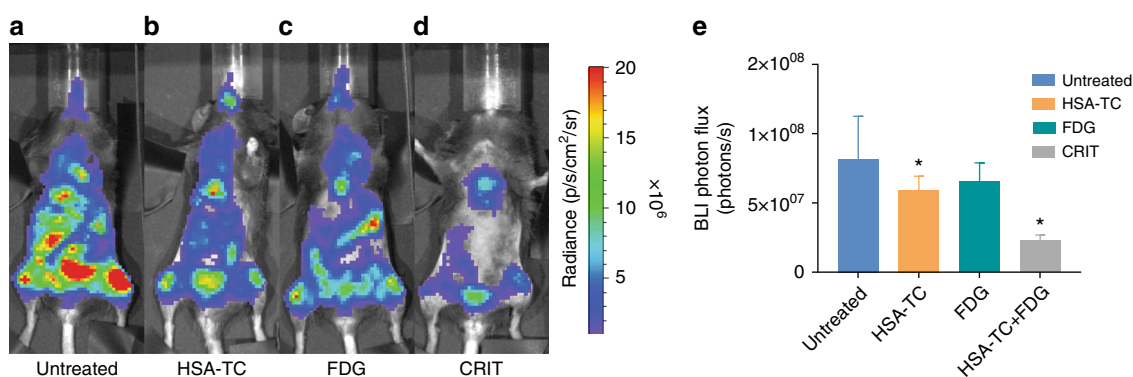 a
b
c
d
e
Untreated
HSA-TC
FDG
CRIT
20
15
10
5
Radiance (p/s/cm²/sr)
×10⁶
2×10⁰⁸
1×10⁰⁸
5×10⁰⁷
0
BLI photon flux
(photons/s)
Untreated
HSA-TC
FDG
CRIT
*
*
Untreated
HSA-TC
FDG
HSA-TC+FDG